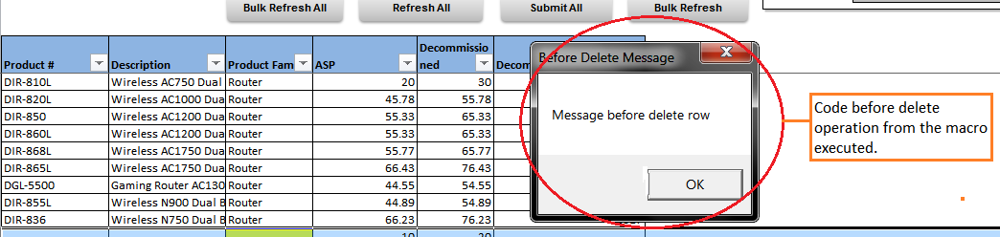 Bulk Refresh All Refresh All Submit All Bulk Refresh
Product # Description Product Fam ASP Decommissio
ned Decom
DIR-810L Wireless AC750 Dual Router 20 30
DIR-820L Wireless AC1000 Dua Router 45.78 55.78
DIR-850 Wireless AC1200 Dua Router 55.33 65.33
DIR-860L Wireless AC1200 Dua Router 55.33 65.33
DIR-868L Wireless AC1750 Dua Router 55.77 65.77
DIR-865L Wireless AC1750 Dua Router 66.43 76.43
DGL-5500 Gaming Router AC130 Router 44.55 54.55
DIR-855L Wireless N900 Dual B Router 44.89 54.89
DIR-836 Wireless N750 Dual B Router 66.23 76.23
Before Delete Message
Message before delete row
OK
Code before delete
operation from the macro
executed.